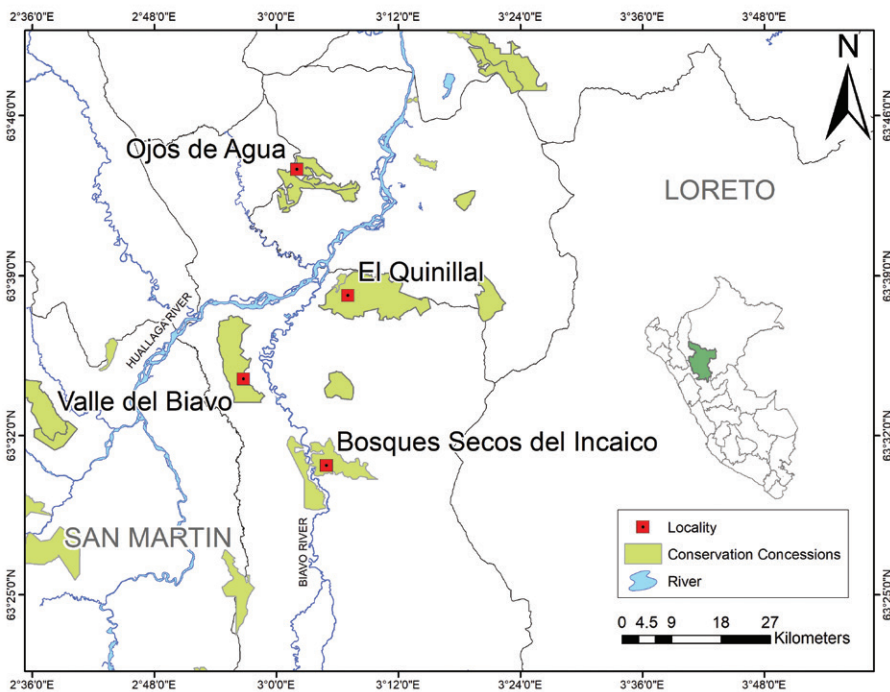 2°36'0"E 2°48'0"E 3°0'0"E 3°12'0"E 3°24'0"E 3°36'0"E 3°48'0"E
N
63°46'0"N 63°46'0"N
Ojos de Agua
LORETO
63°39'0"N 63°39'0"N
El Quinillal
HUALLAGA RIVER
Valle del Biavo
63°32'0"N 63°32'0"N
Bosques Secos del Incaico
SAN MARTIN
BIAVO RIVER
Locality
Conservation Concessions
River
63°25'0"N 63°25'0"N
0 4.5 9 18 27
Kilometers
2°36'0"E 2°48'0"E 3°0'0"E 3°12'0"E 3°24'0"E 3°36'0"E 3°48'0"E